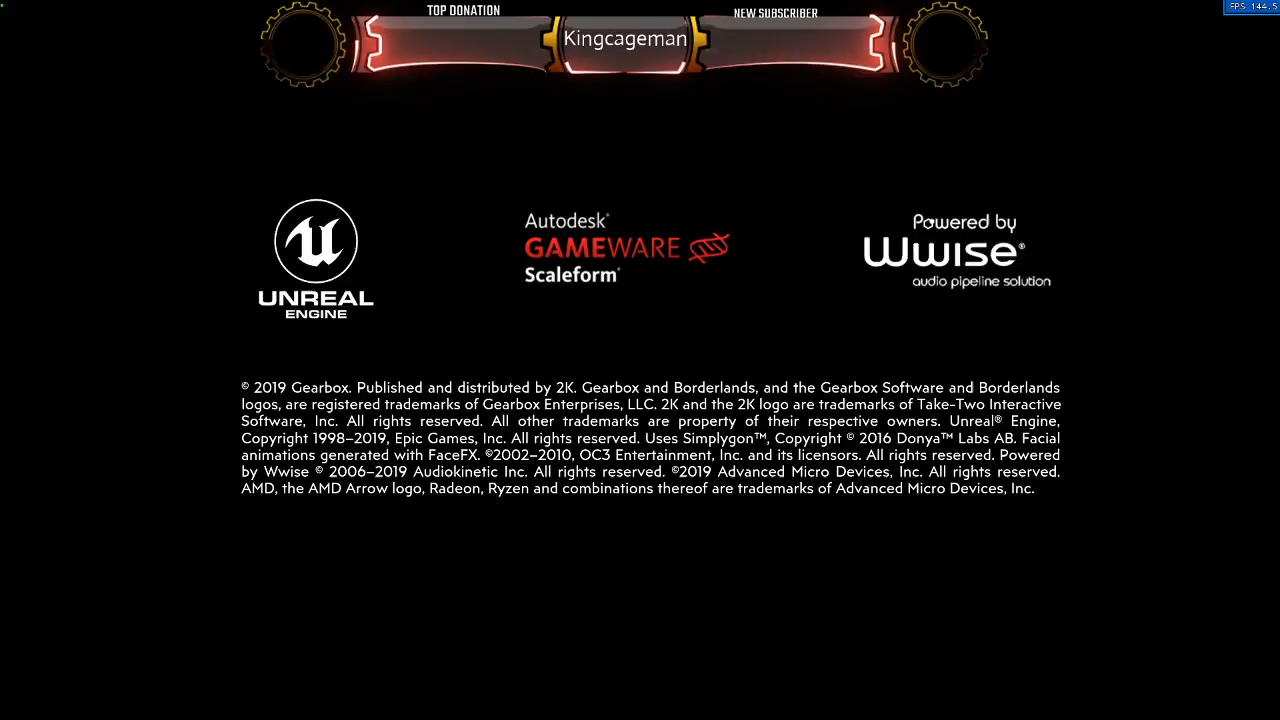 TOP DONATION
NEW SUBSCRIBER
FPS 144.5
Kingcageman
UNREAL
ENGINE
Autodesk®
GAMEWARE
Scaleform®
Powered by
Wwise®
audio pipeline solution
© 2019 Gearbox. Published and distributed by 2K. Gearbox and Borderlands, and the Gearbox Software and Borderlands
logos, are registered trademarks of Gearbox Enterprises, LLC. 2K and the 2K logo are trademarks of Take-Two Interactive
Software, Inc. All rights reserved. All other trademarks are property of their respective owners. Unreal® Engine,
Copyright 1998–2019, Epic Games, Inc. All rights reserved. Uses Simplygon™, Copyright © 2016 Donya™ Labs AB. Facial
animations generated with FaceFX. ©2002–2010, OC3 Entertainment, Inc. and its licensors. All rights reserved. Powered
by Wwise © 2006–2019 Audiokinetic Inc. All rights reserved. ©2019 Advanced Micro Devices, Inc. All rights reserved.
AMD, the AMD Arrow logo, Radeon, Ryzen and combinations thereof are trademarks of Advanced Micro Devices, Inc.